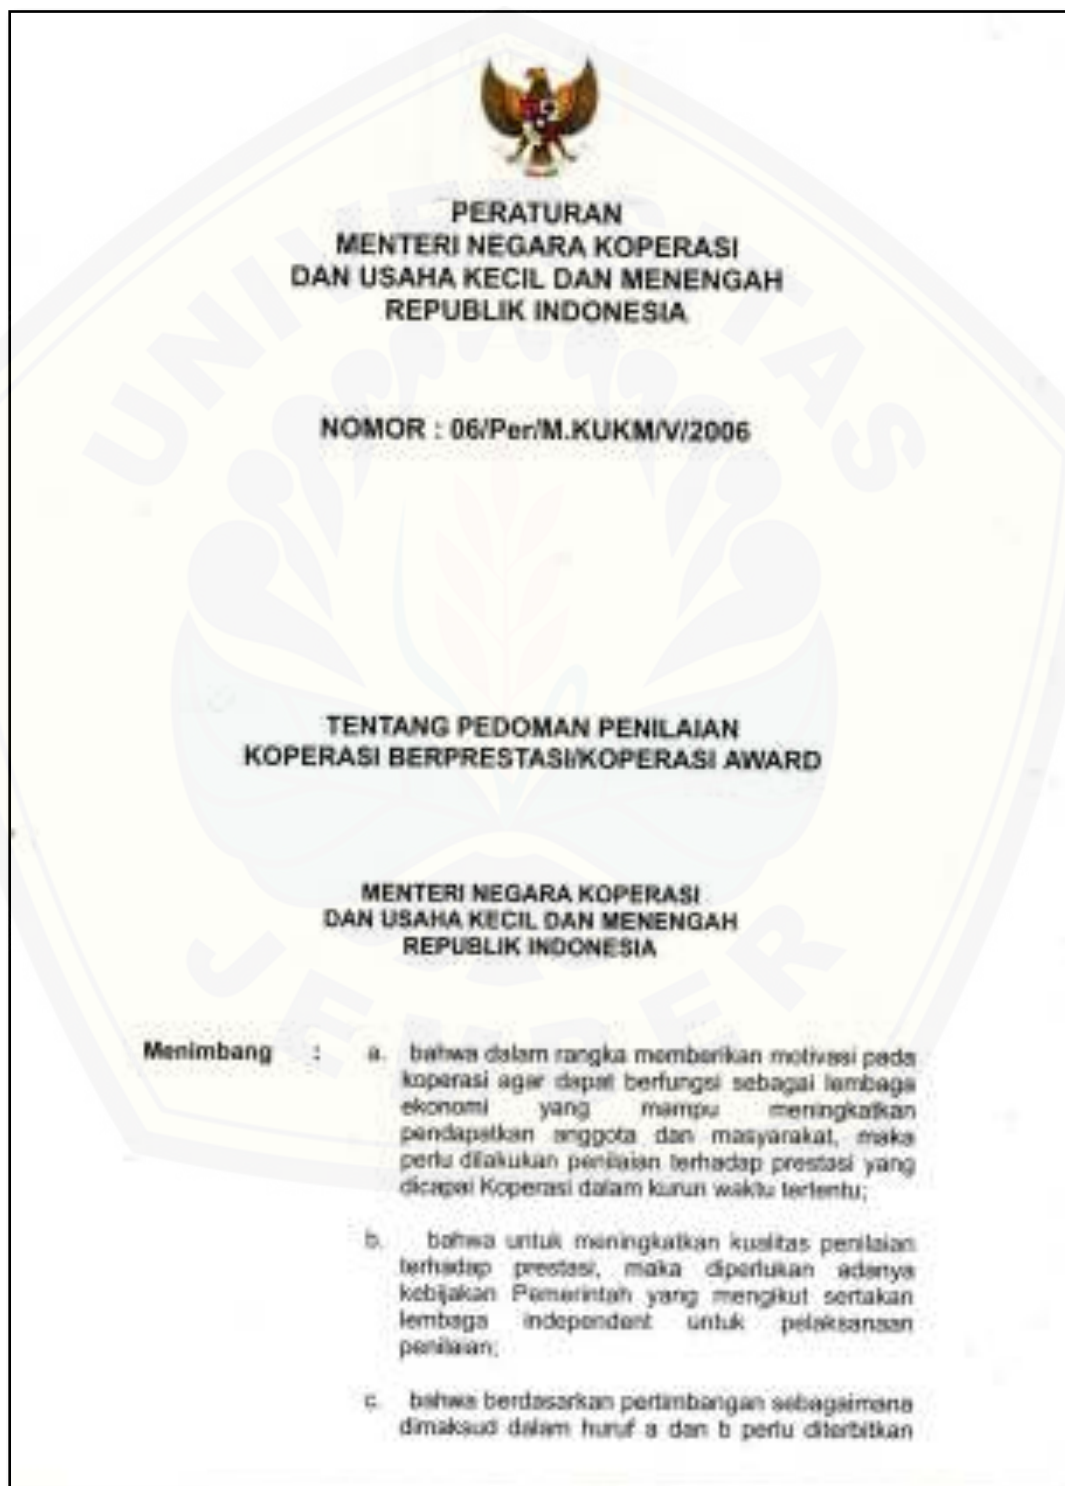 PERATURAN
MENTERI NEGARA KOPERASI
DAN USAHA KECIL DAN MENENGAH
REPUBLIK INDONESIA
NOMOR : 06/Per/M.KUKM/V/2006
TENTANG PEDOMAN PENILAIAN
KOPERASI BERPRESTASI/KOPERASI AWARD
MENTERI NEGARA KOPERASI
DAN USAHA KECIL DAN MENENGAH
REPUBLIK INDONESIA
Menimbang : a. bahwa dalam rangka memberikan motivasi pada
koperasi agar dapat berfungsi sebagai lembaga
ekonomi yang mampu meningkatkan
pendapatkan anggota dan masyarakat, maka
perlu dilakukan penilaian terhadap prestasi yang
dicapai Koperasi dalam kurun waktu tertentu;
b. bahwa untuk meningkatkan kualitas penilaian
terhadap prestasi, maka diperlukan adanya
kebijakan Pemerintah yang mengikut sertakan
lembaga independent untuk pelaksanaan
penilaian;
c. bahwa berdasarkan pertimbangan sebagaimana
dimaksud dalam huruf a dan b perlu diterbitkan
UNIVERSITAS
JEMBER